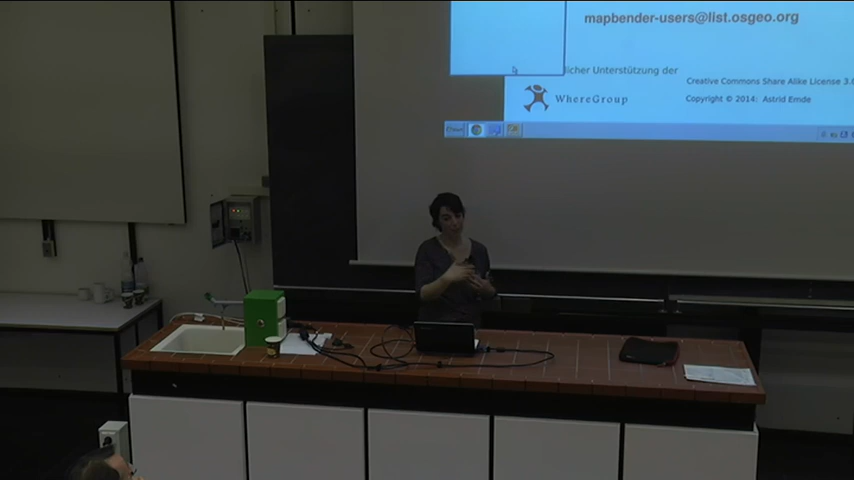 mapbender-users@list.osgeo.org
licher Unterstützung der
Creative Commons Share Alike License 3.0
WhereGroup
Copyright © 2014: Astrid Emde